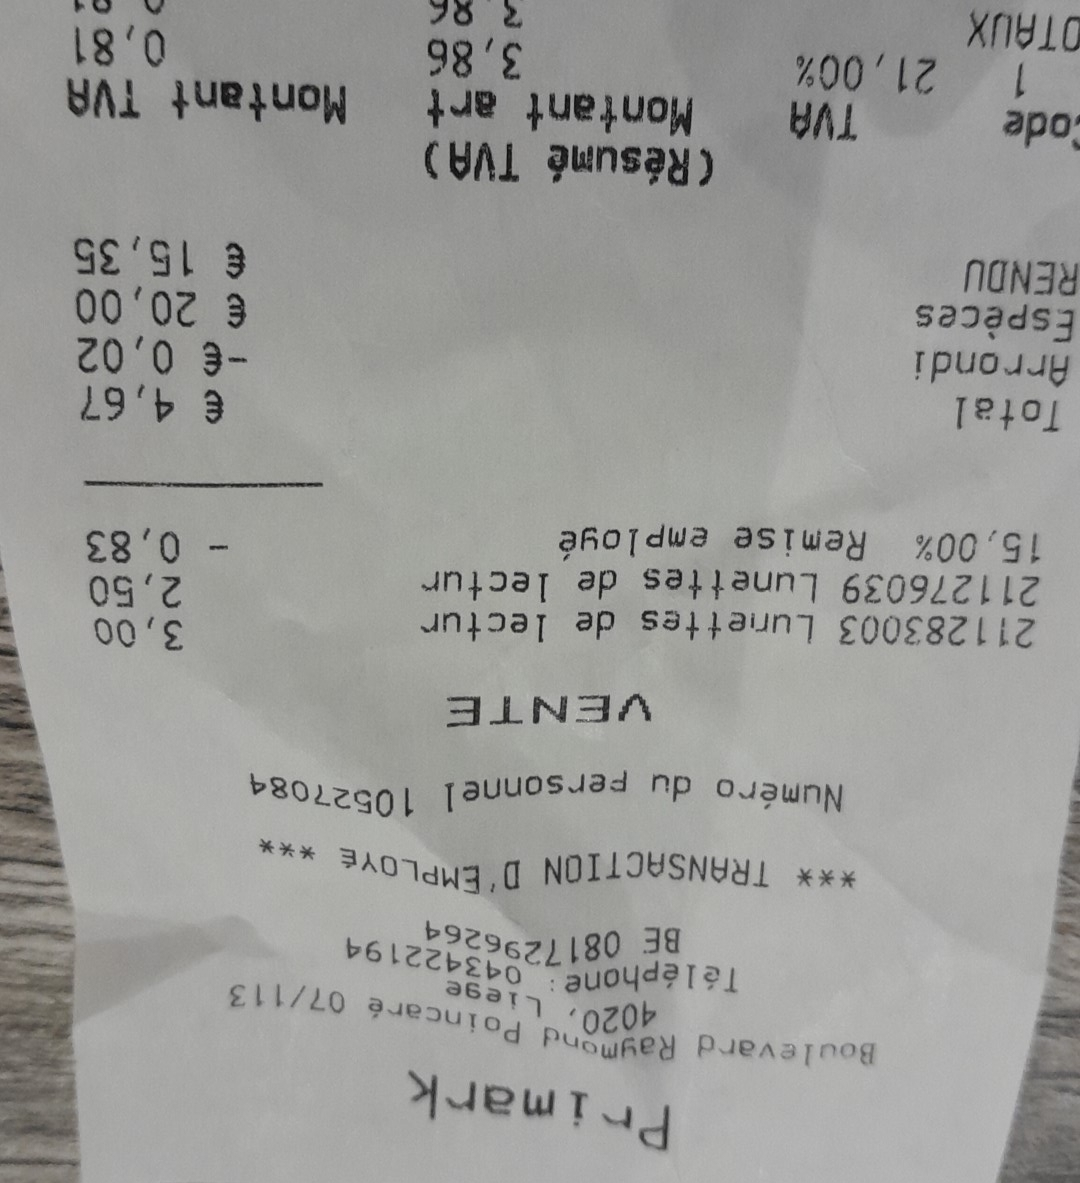 Primark
Boulevard Raymond Poincaré 07/113
4020, Liege
Téléphone: 043422194
BE 0817296264
*** TRANSACTION D'EMPLOYÉ ***
Numéro du Personnel 10527084
VENTE
211283003 Lunettes de lectur 3,00
211276039 Lunettes de lectur 2,50
15,00% Remise employé - 0,83
Total € 4,67
Arrondi -€ 0,02
Espèces € 20,00
RENDU € 15,35
(Résumé TVA)
Code TVA Montant art Montant TVA
1 21,00% 3,86 0,81
OTAUX 3,86 0,81